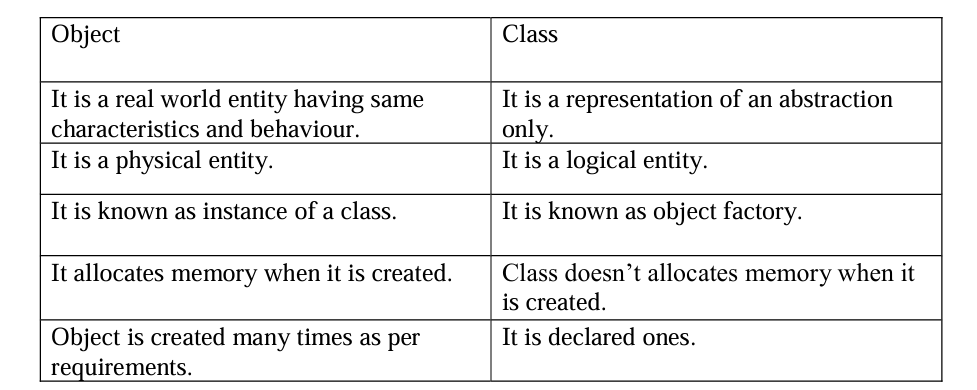 Object
Class
It is a real world entity having same
characteristics and behaviour.
It is a representation of an abstraction
only.
It is a physical entity.
It is a logical entity.
It is known as instance of a class.
It is known as object factory.
It allocates memory when it is created.
Class doesn’t allocates memory when it
is created.
Object is created many times as per
requirements.
It is declared ones.